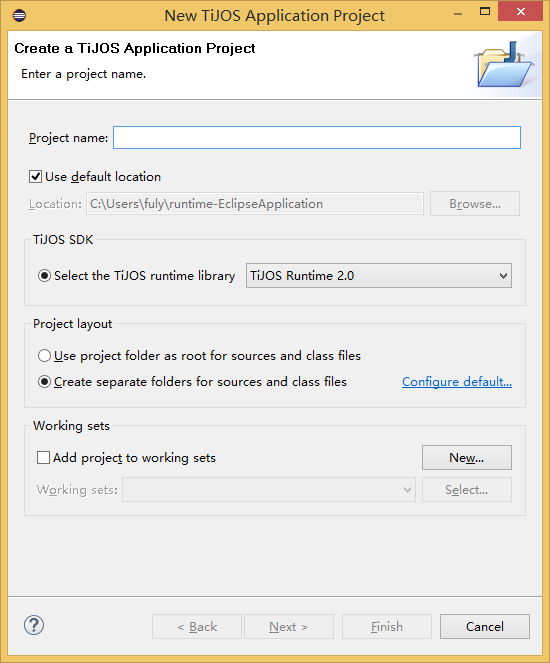 New TiJOS Application Project
Create a TiJOS Application Project
Enter a project name.
Project name:
Use default location
Location: C:\Users\fuly\runtime-EclipseApplication Browse...
TiJOS SDK
Select the TiJOS runtime library TiJOS Runtime 2.0
Project layout
Use project folder as root for sources and class files
Create separate folders for sources and class files Configure default...
Working sets
Add project to working sets New...
Working sets: Select...
? < Back Next > Finish Cancel